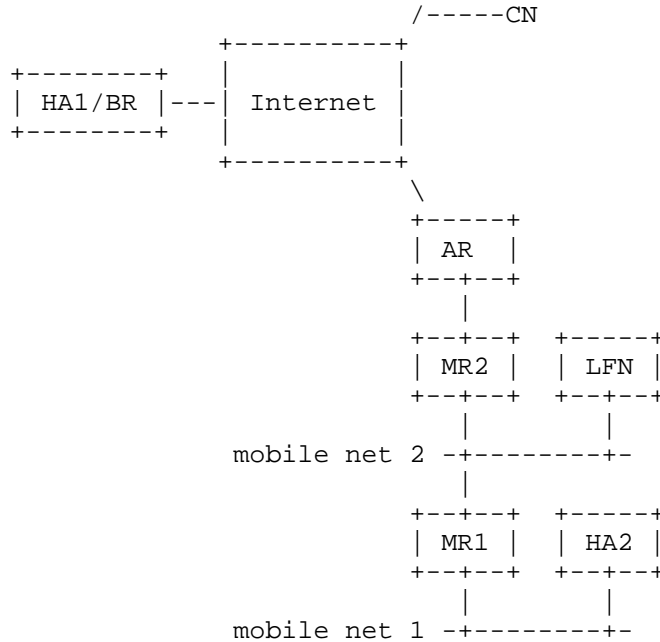 /-----CN
HA1/BR
Internet
AR
MR2 LFN
mobile net 2
MR1 HA2
mobile net 1